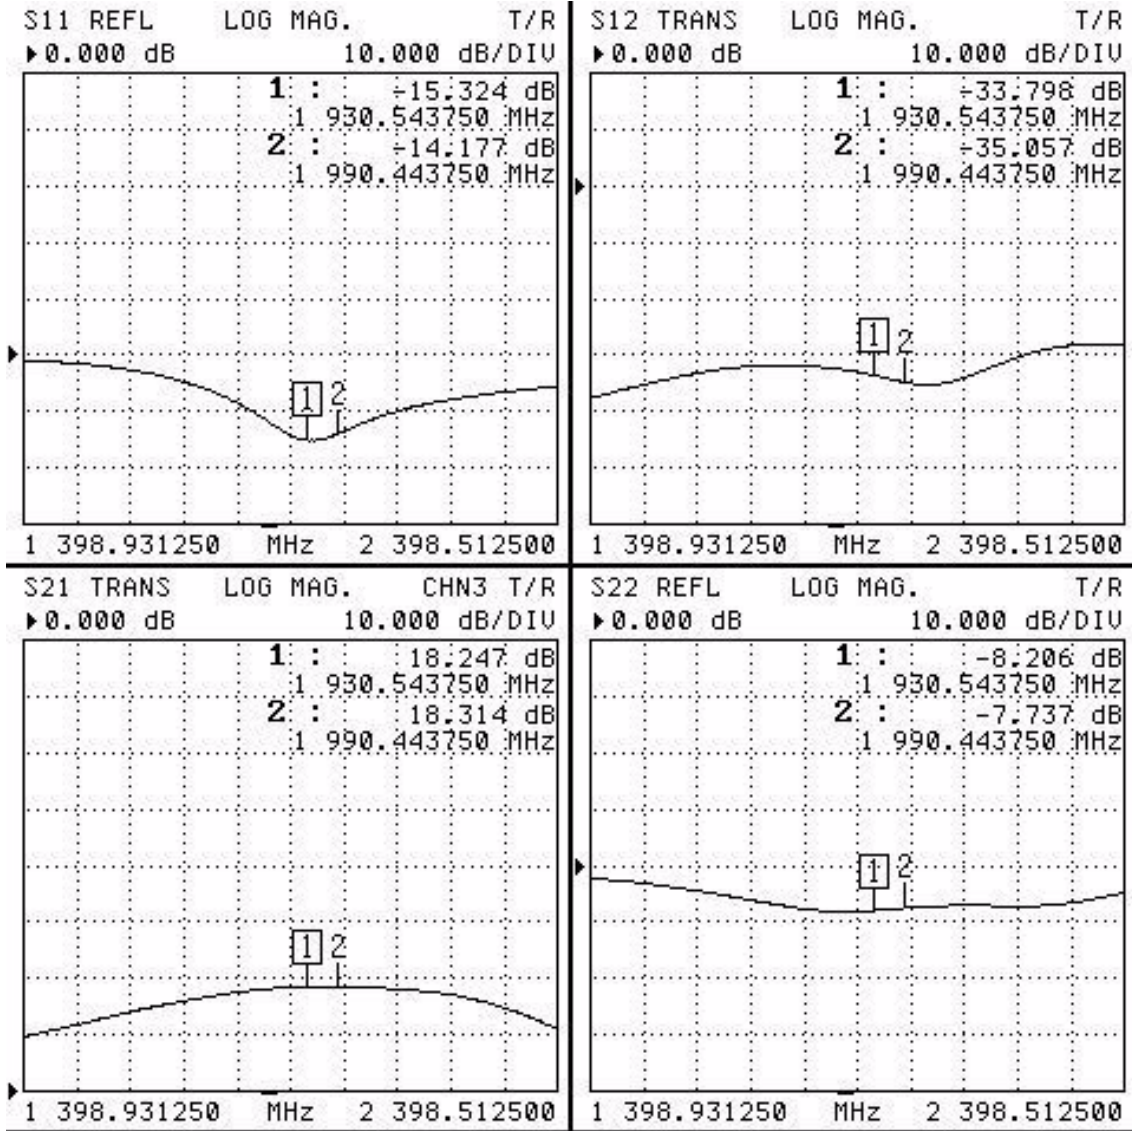 S11 REFL LOG MAG. T/R
▶0.000 dB 10.000 dB/DIV
1 : -15.324 dB
1 930.543750 MHz
2 : -14.177 dB
1 990.443750 MHz
1 2
1 398.931250 MHz 2 398.512500
S12 TRANS LOG MAG. T/R
▶0.000 dB 10.000 dB/DIV
1 : -33.798 dB
1 930.543750 MHz
2 : -35.057 dB
1 990.443750 MHz
1 2
1 398.931250 MHz 2 398.512500
S21 TRANS LOG MAG. CHN3 T/R
▶0.000 dB 10.000 dB/DIV
1 : 18.247 dB
1 930.543750 MHz
2 : 18.314 dB
1 990.443750 MHz
1 2
1 398.931250 MHz 2 398.512500
S22 REFL LOG MAG. T/R
▶0.000 dB 10.000 dB/DIV
1 : -8.206 dB
1 930.543750 MHz
2 : -7.737 dB
1 990.443750 MHz
1 2
1 398.931250 MHz 2 398.512500